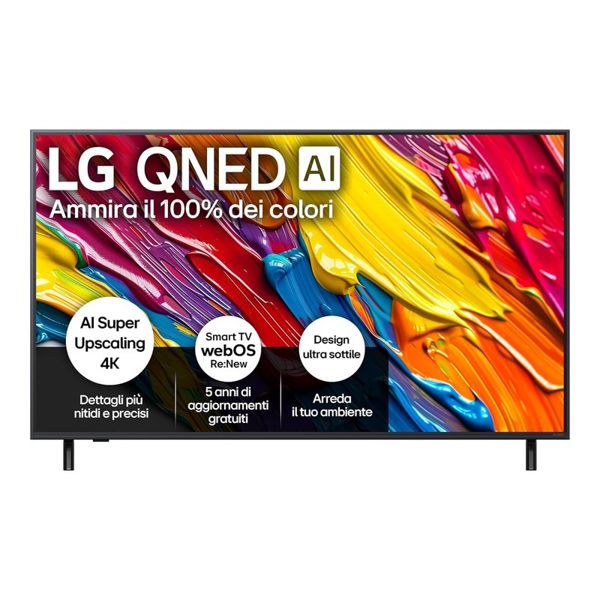 LG QNED AI
Ammira il 100% dei colori
AI Super
Upscaling
4K
Dettagli più
nitidi e precisi
Smart TV
webOS
Re:New
5 anni di
aggiornamenti
gratuiti
Design
ultra sottile
Arreda
il tuo ambiente